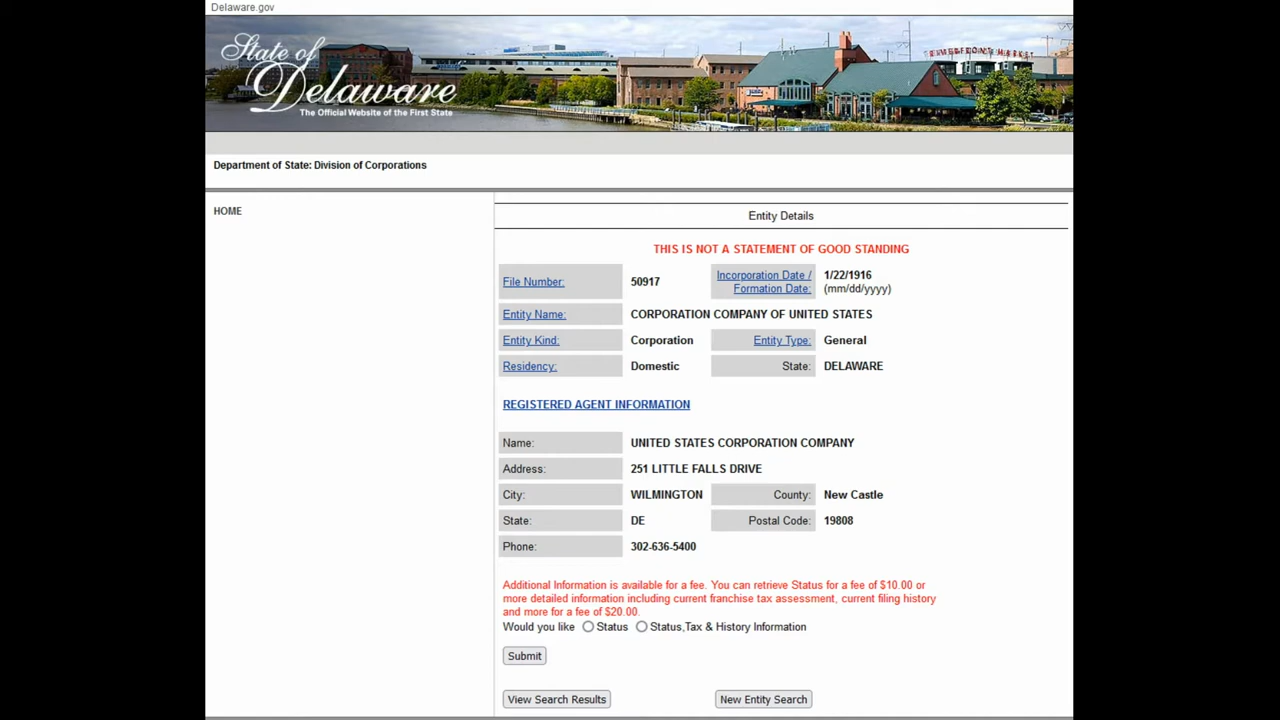 Delaware.gov
State of
Delaware
The Official Website of the First State
RIVERFRONT MARKET
Department of State: Division of Corporations
HOME
Entity Details
THIS IS NOT A STATEMENT OF GOOD STANDING
File Number: 50917 Incorporation Date / Formation Date: 1/22/1916 (mm/dd/yyyy)
Entity Name: CORPORATION COMPANY OF UNITED STATES
Entity Kind: Corporation Entity Type: General
Residency: Domestic State: DELAWARE
REGISTERED AGENT INFORMATION
Name: UNITED STATES CORPORATION COMPANY
Address: 251 LITTLE FALLS DRIVE
City: WILMINGTON County: New Castle
State: DE Postal Code: 19808
Phone: 302-636-5400
Additional Information is available for a fee. You can retrieve Status for a fee of $10.00 or
more detailed information including current franchise tax assessment, current filing history
and more for a fee of $20.00.
Would you like Status Status,Tax & History Information
Submit
View Search Results New Entity Search